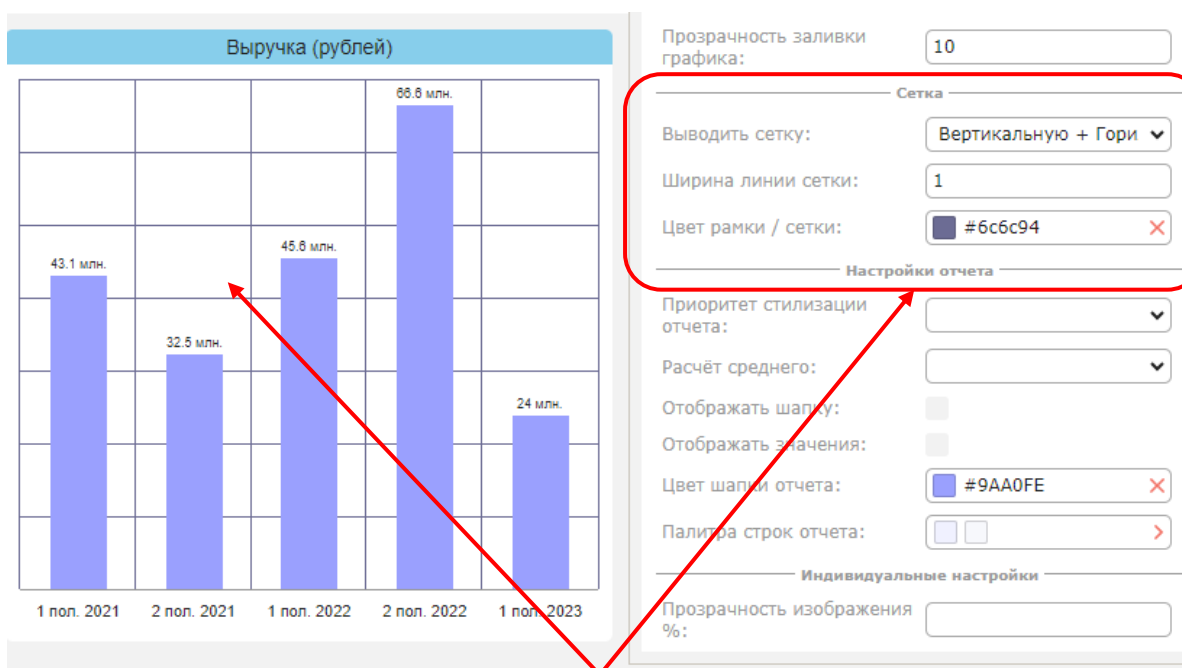 Выручка (рублей)
66.6 млн.
45.6 млн.
43.1 млн.
32.5 млн.
24 млн.
1 пол. 2021
2 пол. 2021
1 пол. 2022
2 пол. 2022
1 пол. 2023
Прозрачность заливки
графика:
10
Сетка
Выводить сетку:
Вертикальную + Гори
Ширина линии сетки:
1
Цвет рамки / сетки:
#6c6c94
Настройки отчета
Приоритет стилизации
отчета:
Расчёт среднего:
Отображать шапку:
Отображать значения:
Цвет шапки отчета:
#9AA0FE
Палитра строк отчета:
Индивидуальные настройки
Прозрачность изображения
%: